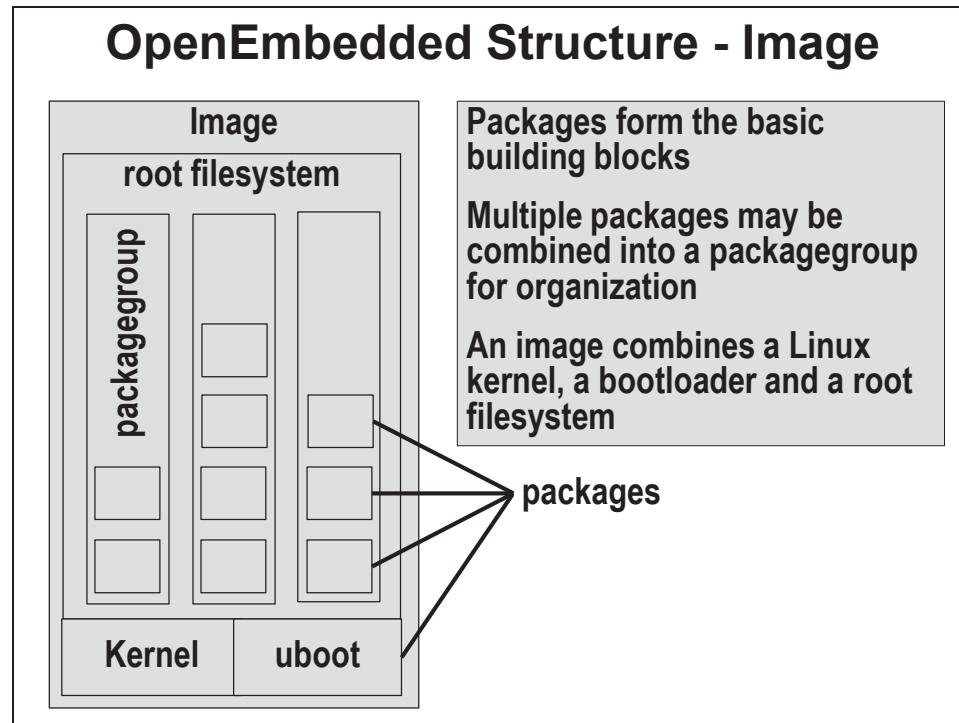 OpenEmbedded Structure - Image
Image
root filesystem
packagegroup
Kernel
uboot
Packages form the basic
building blocks
Multiple packages may be
combined into a packagegroup
for organization
An image combines a Linux
kernel, a bootloader and a root
filesystem
packages